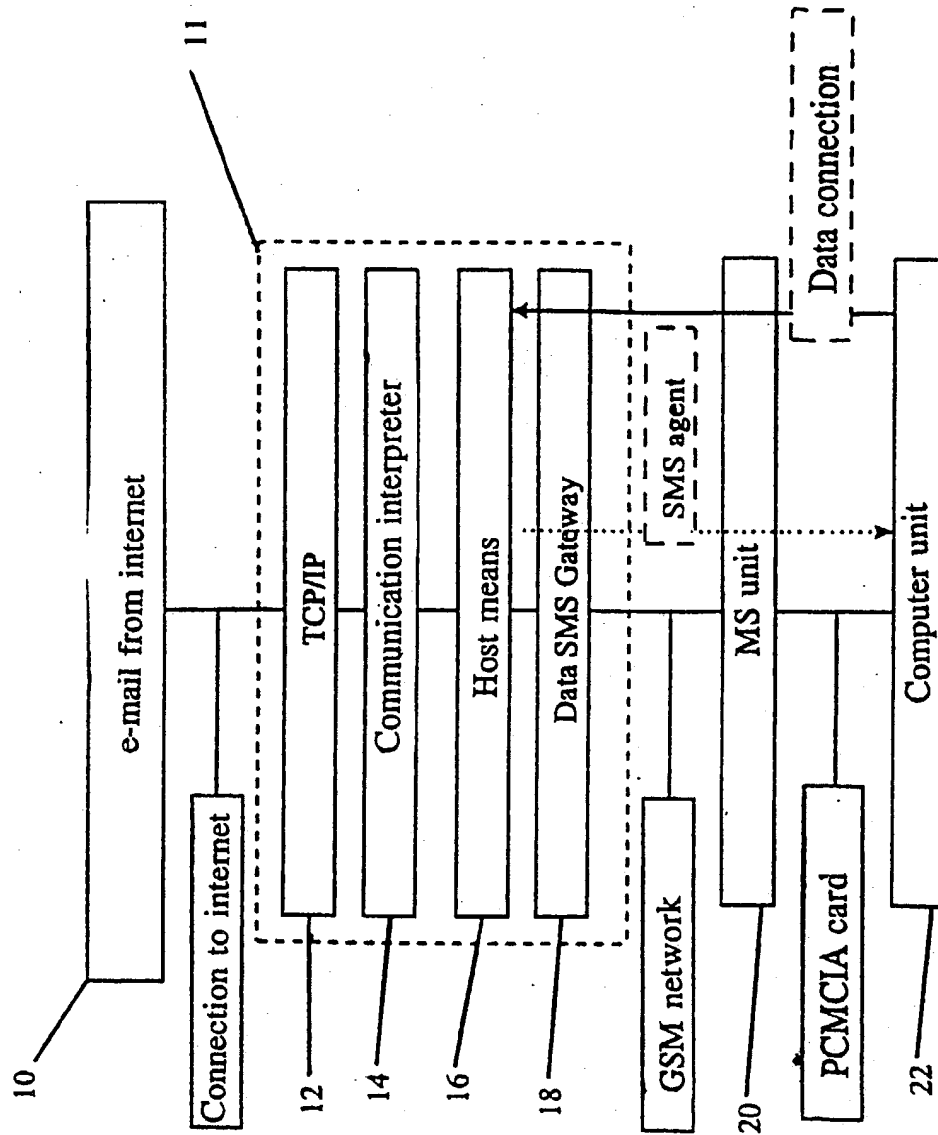 10
e-mail from internet
11
Connection to internet
TCP/IP
12
Communication interpreter
14
Host means
16
Data SMS Gateway
18
GSM network
SMS agent
MS unit
20
PCMCIA card
Data connection
Computer unit
22